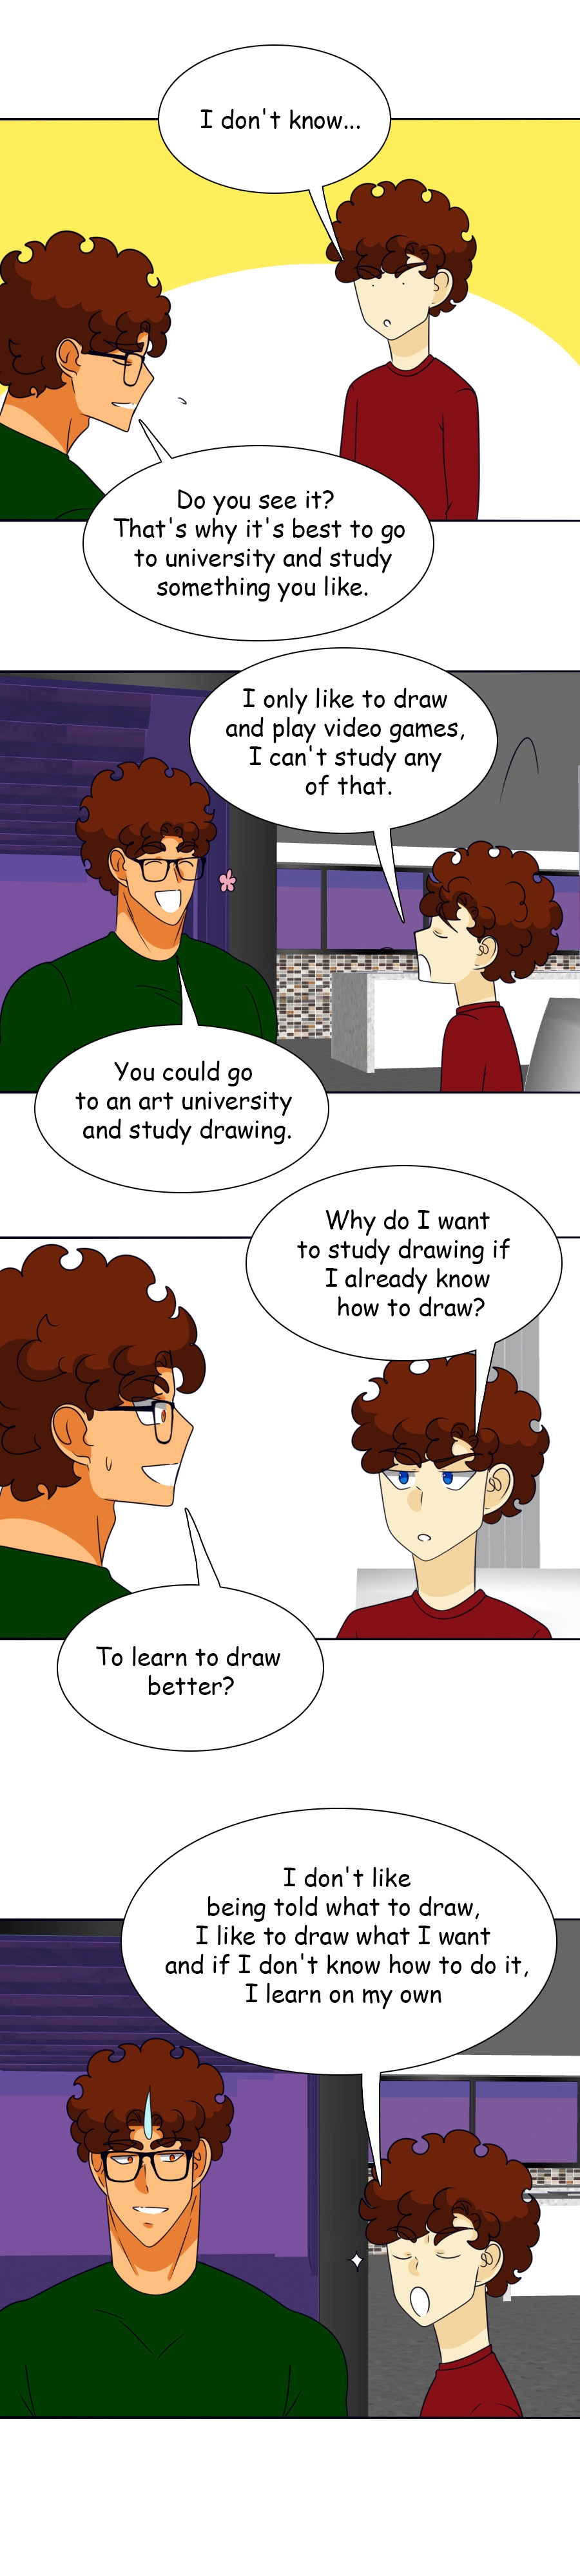 I don't know...
Do you see it?
That's why it's best to go
to university and study
something you like.
I only like to draw
and play video games,
I can't study any
of that.
You could go
to an art university
and study drawing.
Why do I want
to study drawing if
I already know
how to draw?
To learn to draw
better?
I don't like
being told what to draw,
I like to draw what I want
and if I don't know how to do it,
I learn on my own